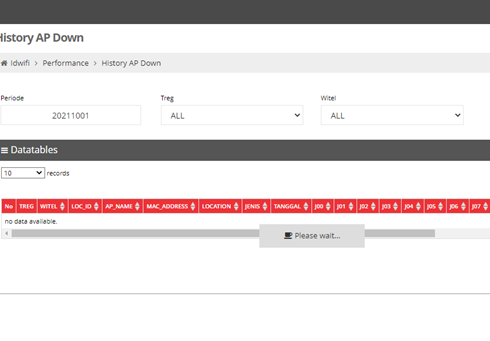 History AP Down
Idwifi > Performance > History AP Down
Periode Treg Witel
20211001 ALL ALL
Datatables
10 records
No TREG WITEL LOC_ID AP_NAME MAC_ADDRESS LOCATION JENIS TANGGAL J00 J01 J02 J03 J04 J05 J06 J07
no data available.
Please wait...